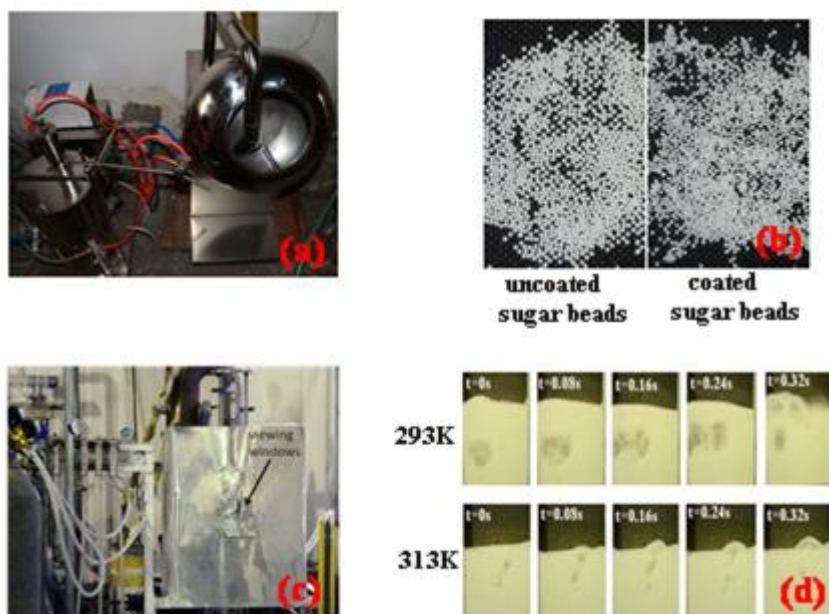 (a)
(b)
uncoated
sugar beads
coated
sugar beads
viewing
windows
(c)
293K
t=0s
t=0.08s
t=0.16s
t=0.24s
t=0.32s
313K
t=0s
t=0.08s
t=0.16s
t=0.24s
t=0.32s
(d)